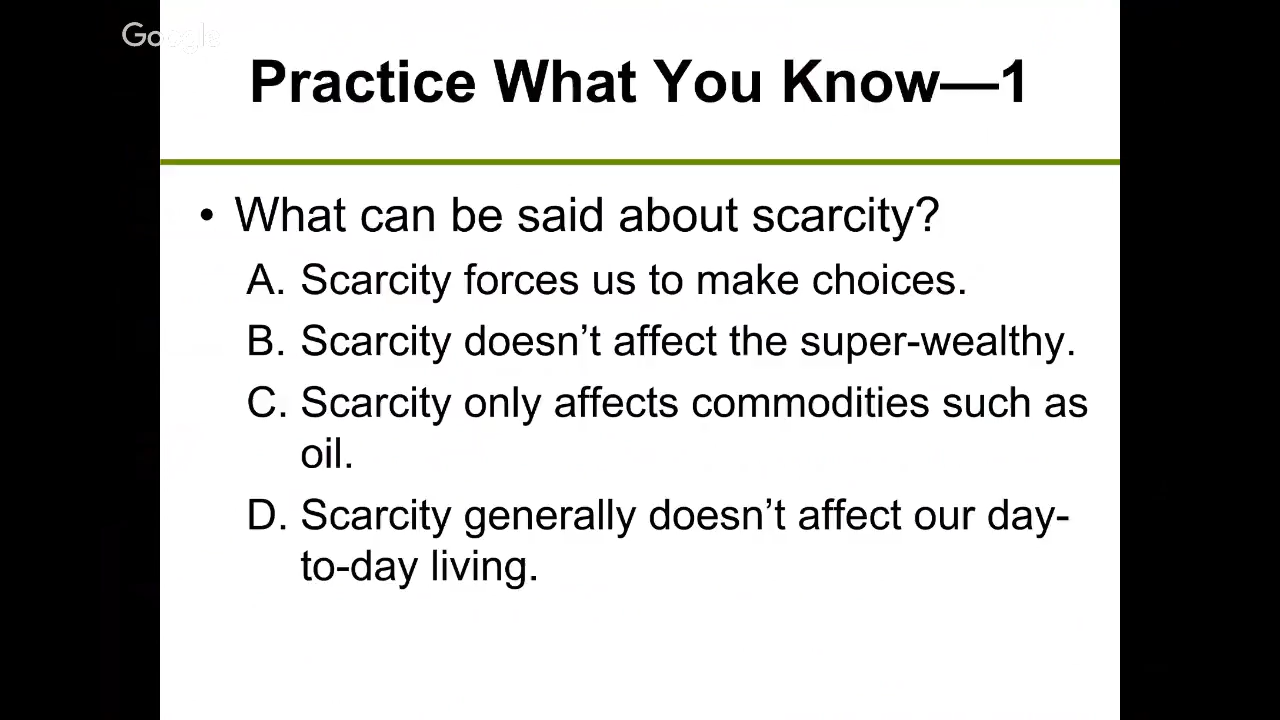 Google
Practice What You Know—1
• What can be said about scarcity?
A. Scarcity forces us to make choices.
B. Scarcity doesn’t affect the super-wealthy.
C. Scarcity only affects commodities such as
oil.
D. Scarcity generally doesn’t affect our day-
to-day living.